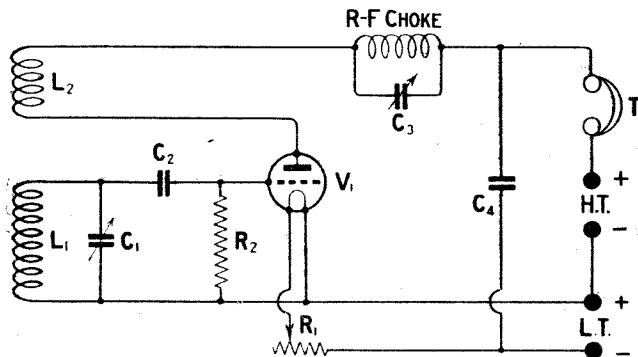 R-F CHOKE
L2
C3
T
C2
V1
+
H.T.
-
C4
L1
C1
R2
R1
+
L.T.
-